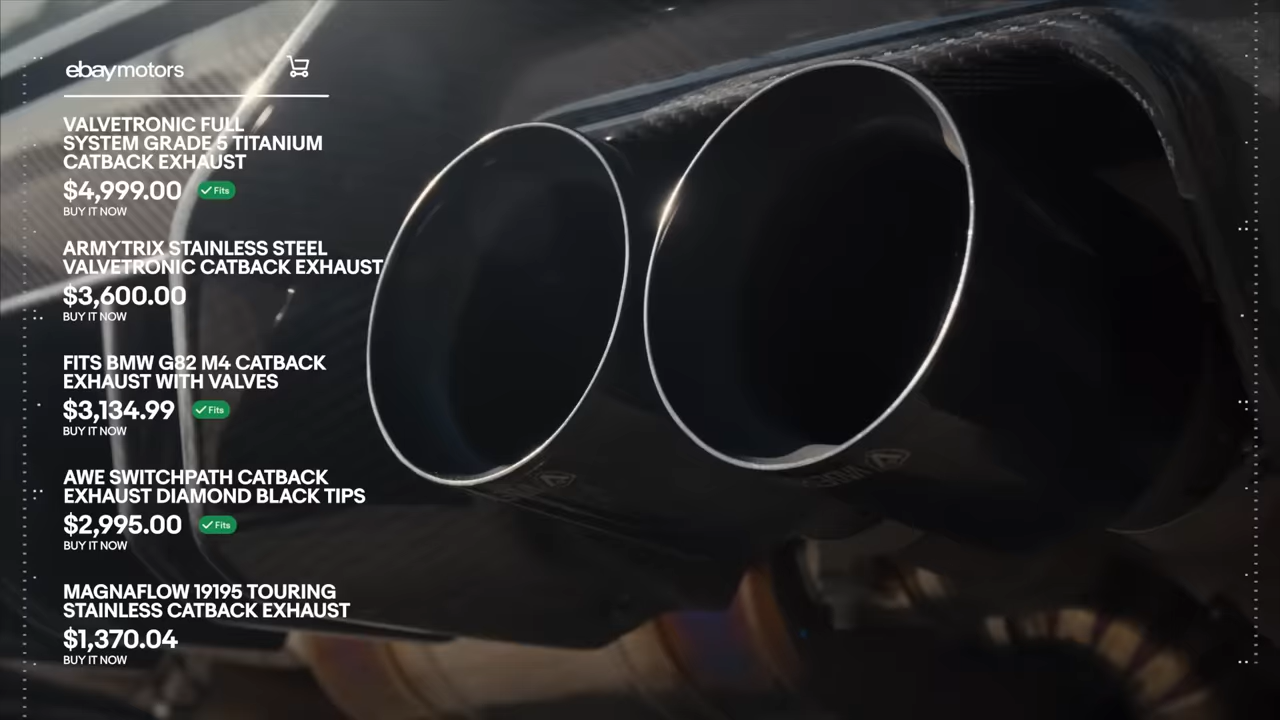 ebaymotors
VALVETRONIC FULL
SYSTEM GRADE 5 TITANIUM
CATBACK EXHAUST
$4,999.00 Fits
BUY IT NOW
ARMYTRIX STAINLESS STEEL
VALVETRONIC CATBACK EXHAUST
$3,600.00
BUY IT NOW
FITS BMW G82 M4 CATBACK
EXHAUST WITH VALVES
$3,134.99 Fits
BUY IT NOW
AWE SWITCHPATH CATBACK
EXHAUST DIAMOND BLACK TIPS
$2,995.00 Fits
BUY IT NOW
MAGNAFLOW 19195 TOURING
STAINLESS CATBACK EXHAUST
$1,370.04
BUY IT NOW